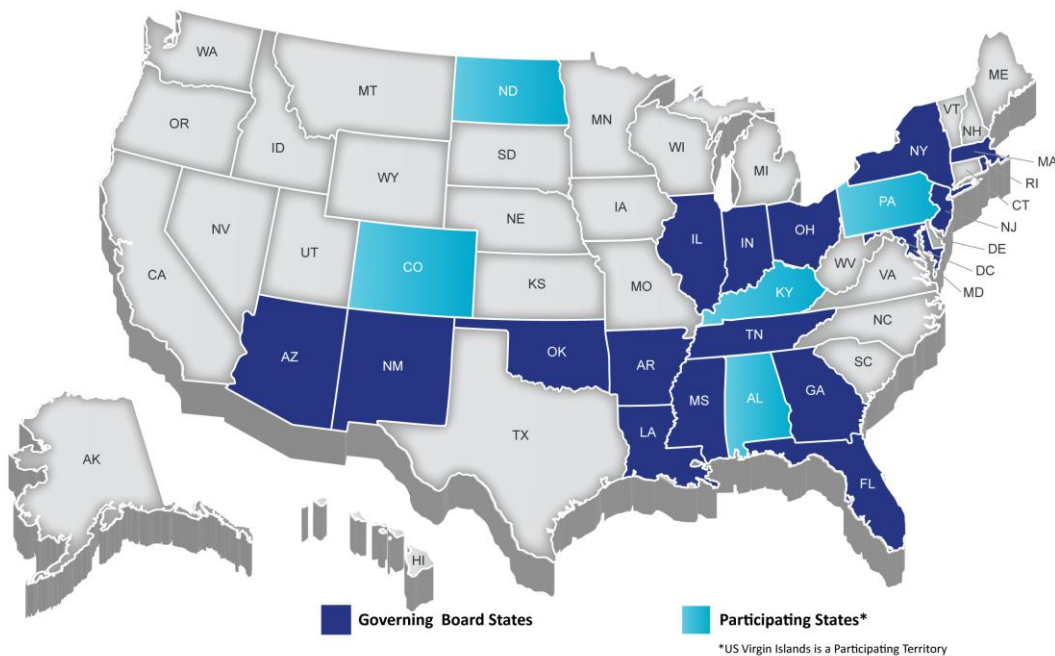 WA
MT
ND
MN
ME
VT
NH
OR
ID
SD
WI
MI
NY
MA
WY
RI
IA
NE
PA
CT
NV
UT
IL
IN
OH
NJ
CA
CO
KS
MO
WV
VA
DE
DC
KY
MD
AZ
NM
OK
AR
TN
NC
SC
MS
AL
GA
TX
LA
AK
FL
HI
Governing Board States
Participating States*
*US Virgin Islands is a Participating Territory